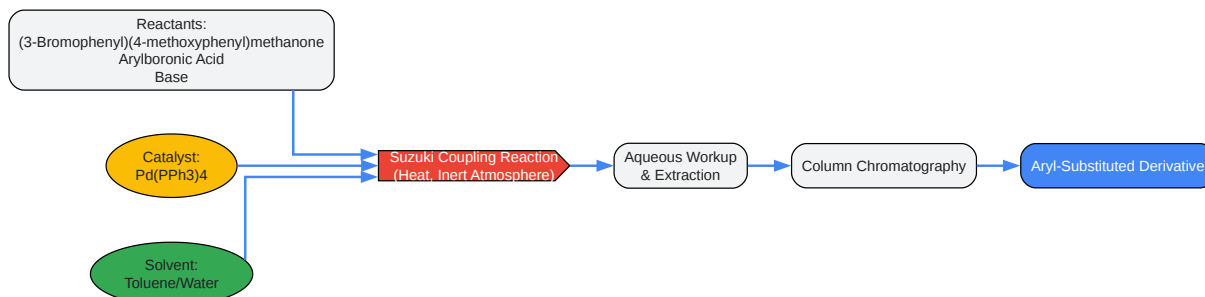 Reactants:
(3-Bromophenyl)(4-methoxyphenyl)methanone
Arylboronic Acid
Base
Catalyst:
Pd(PPh3)4
Solvent:
Toluene/Water
Suzuki Coupling Reaction
(Heat, Inert Atmosphere)
Aqueous Workup
& Extraction
Column Chromatography
Aryl-Substituted Derivative